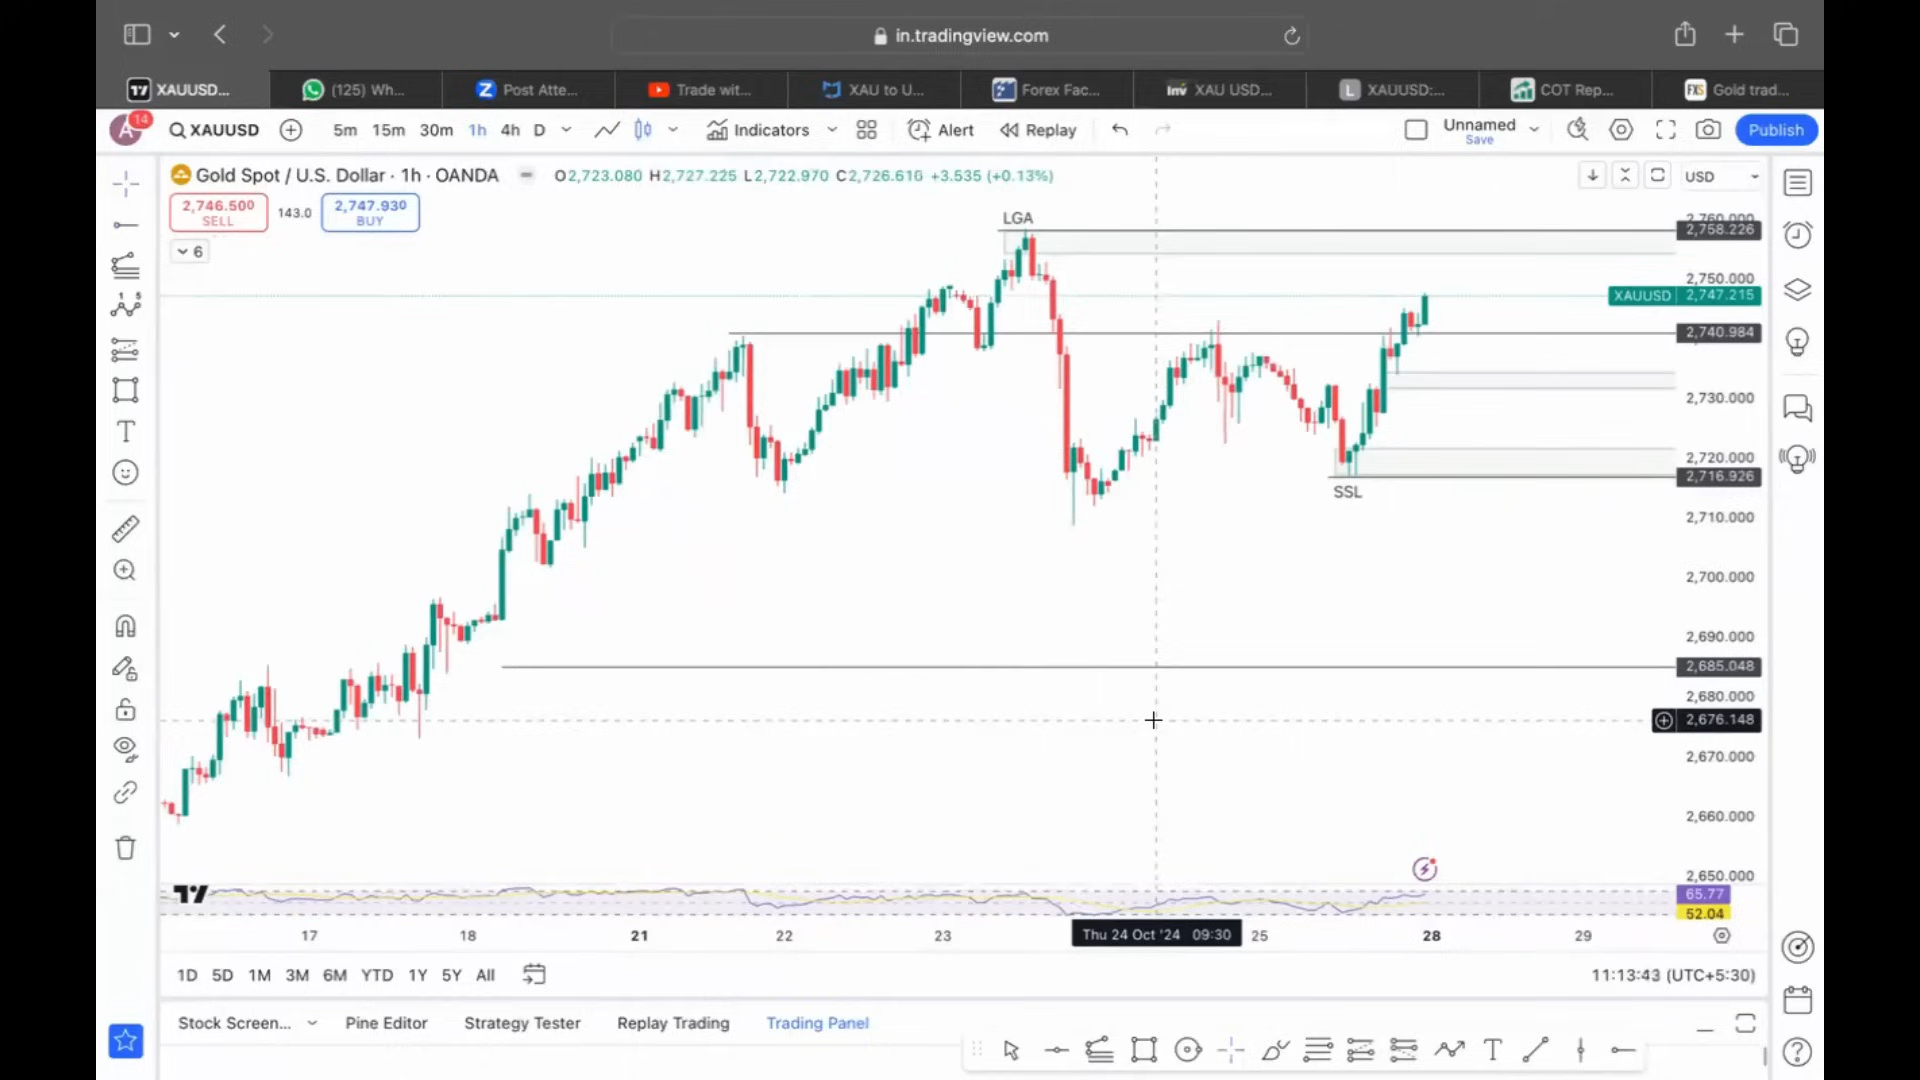 in.tradingview.com
XAUUSD...
(125) Wh...
Post Atte...
Trade wit...
XAU to U...
Forex Fac...
Inv XAU USD...
L XAUUSD:...
COT Rep...
FXS Gold trad...
A 14 XAUUSD 5m 15m 30m 1h 4h D Indicators Alert Replay Unnamed Save Publish
Gold Spot / U.S. Dollar · 1h · OANDA O2,723.080 H2,727.225 L2,722.970 C2,726.610 +3.535 (+0.13%) USD
2,746.500 SELL 143.0 2,747.930 BUY
6
LGA
2,760.000
2,758.226
2,750.000
XAUUSD 2,747.215
2,740.984
2,730.000
2,720.000
2,716.926
SSL
2,710.000
2,700.000
2,690.000
2,685.048
2,680.000
2,676.148
2,670.000
2,660.000
2,650.000
65.77
52.04
17 18 21 22 23 Thu 24 Oct '24 09:30 25 28 29
1D 5D 1M 3M 6M YTD 1Y 5Y All 11:13:43 (UTC+5:30)
Stock Screen... Pine Editor Strategy Tester Replay Trading Trading Panel